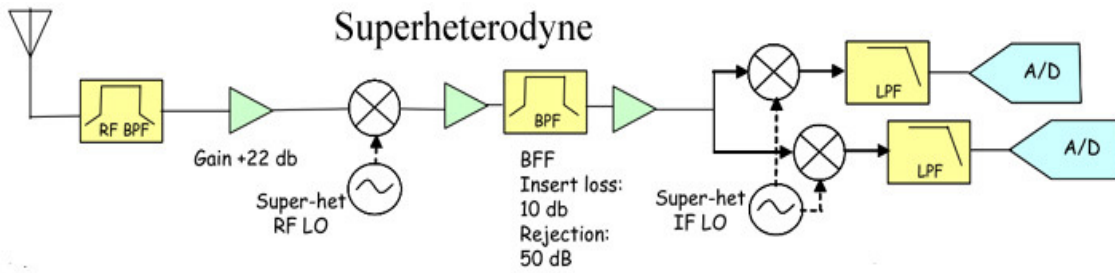 Superheterodyne
RF BPF
BPF
LPF
A/D
LPF
A/D
Gain +22 db
Super-het
RF LO
BFF
Insert loss:
10 db
Rejection:
50 dB
Super-het
IF LO